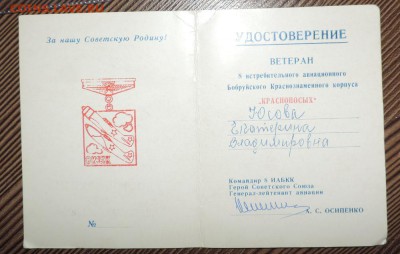 За нашу Советскую Родину!
№
УДОСТОВЕРЕНИЕ
ВЕТЕРАН
8 истребительного авиационного
Бобруйского Краснознаменного корпуса
"КРАСНОНОСЫХ"
Юсова
Екатерина
Владимировна
Командир 8 ИАБКК
Герой Советского Союза
Генерал-лейтенант авиации
А. С. ОСИПЕНКО